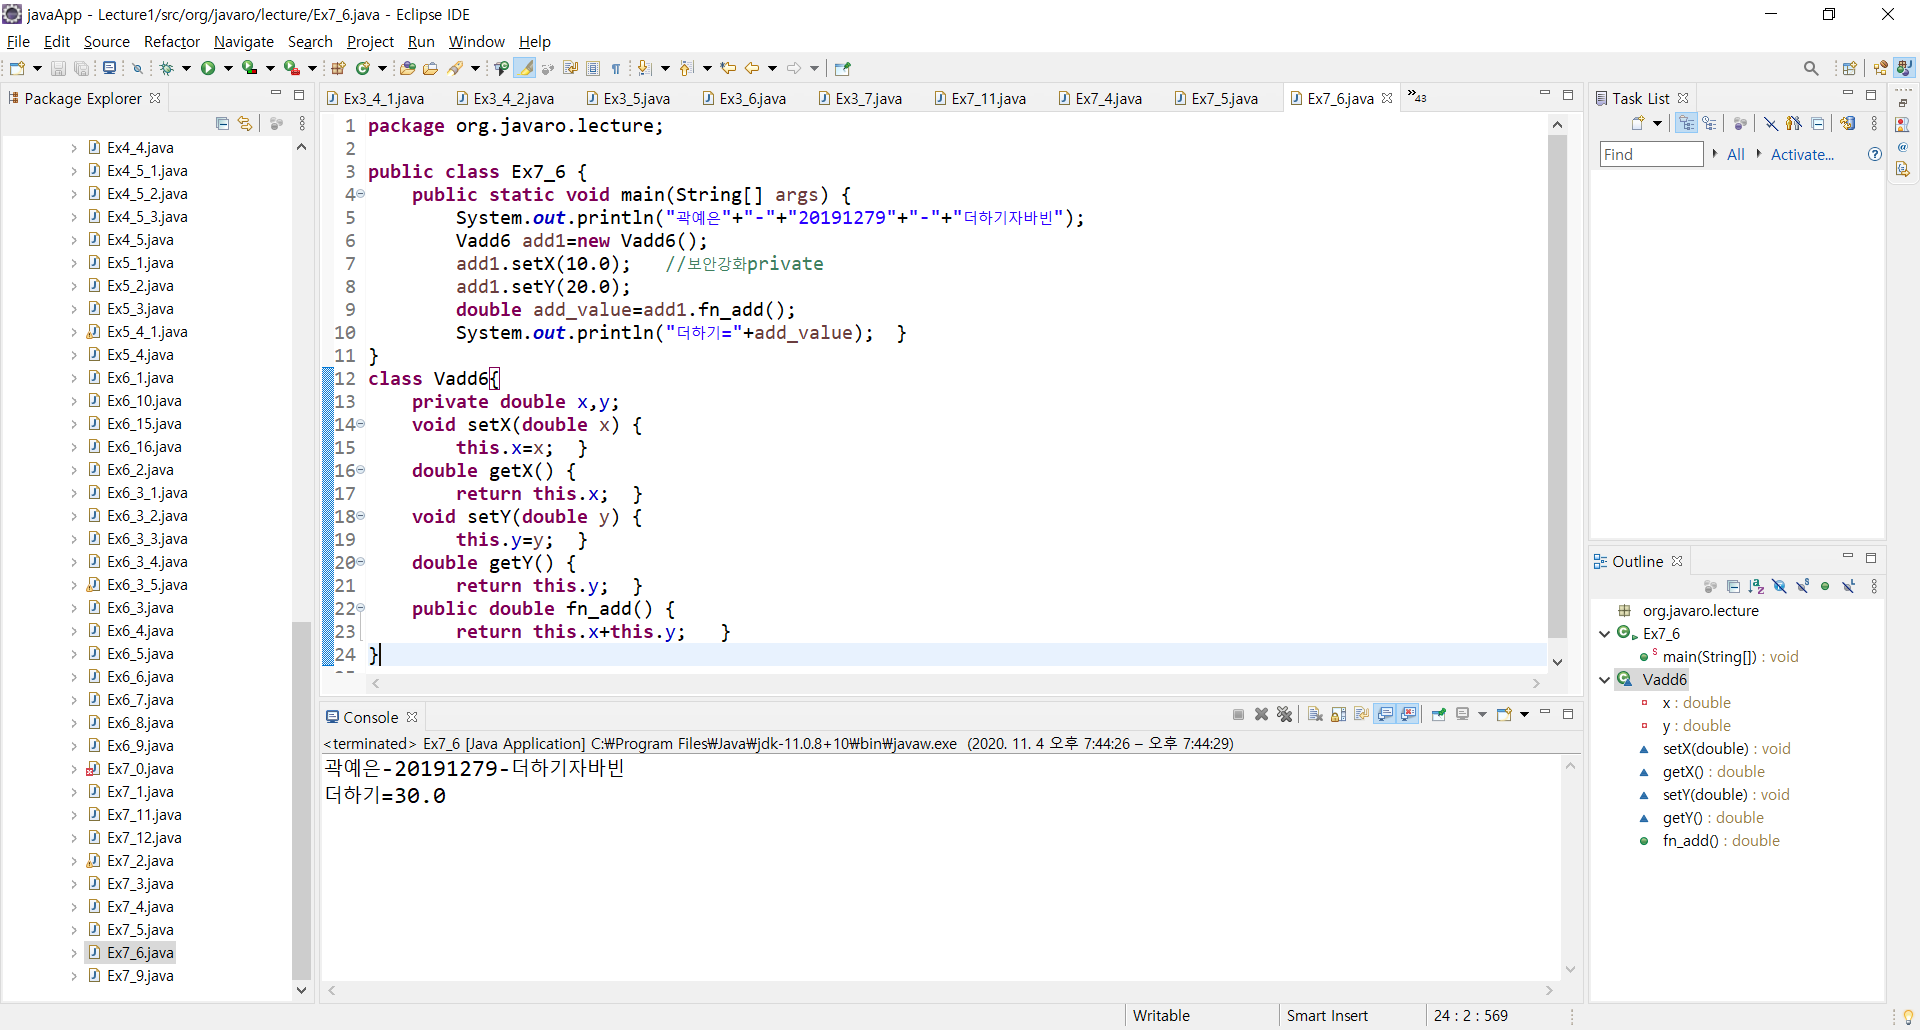 javaApp - Lecture1/src/org/javaro/lecture/Ex7_6.java - Eclipse IDE
File Edit Source Refactor Navigate Search Project Run Window Help
Package Explorer
Ex4_4.java
Ex4_5_1.java
Ex4_5_2.java
Ex4_5_3.java
Ex4_5.java
Ex5_1.java
Ex5_2.java
Ex5_3.java
Ex5_4_1.java
Ex5_4.java
Ex6_1.java
Ex6_10.java
Ex6_15.java
Ex6_16.java
Ex6_2.java
Ex6_3_1.java
Ex6_3_2.java
Ex6_3_3.java
Ex6_3_4.java
Ex6_3_5.java
Ex6_3.java
Ex6_4.java
Ex6_5.java
Ex6_6.java
Ex6_7.java
Ex6_8.java
Ex6_9.java
Ex7_0.java
Ex7_1.java
Ex7_11.java
Ex7_12.java
Ex7_2.java
Ex7_3.java
Ex7_4.java
Ex7_5.java
Ex7_6.java
Ex7_9.java
Ex3_4_1.java Ex3_4_2.java Ex3_5.java Ex3_6.java Ex3_7.java Ex7_11.java Ex7_4.java Ex7_5.java Ex7_6.java »43
1 package org.javaro.lecture;
2
3 public class Ex7_6 {
4 public static void main(String[] args) {
5 System.out.println("곽예은"+"-"+"20191279"+"-"+"더하기자바빈");
6 Vadd6 add1=new Vadd6();
7 add1.setX(10.0); //보안강화private
8 add1.setY(20.0);
9 double add_value=add1.fn_add();
10 System.out.println("더하기="+add_value); }
11 }
12 class Vadd6{
13 private double x,y;
14 void setX(double x) {
15 this.x=x; }
16 double getX() {
17 return this.x; }
18 void setY(double y) {
19 this.y=y; }
20 double getY() {
21 return this.y; }
22 public double fn_add() {
23 return this.x+this.y; }
24 }
Console
<terminated> Ex7_6 [Java Application] C:₩Program Files₩Java₩jdk-11.0.8+10₩bin₩javaw.exe (2020. 11. 4 오후 7:44:26 – 오후 7:44:29)
곽예은-20191279-더하기자바빈
더하기=30.0
Task List
Find All Activate...
Outline
org.javaro.lecture
Ex7_6
main(String[]) : void
Vadd6
x : double
y : double
setX(double) : void
getX() : double
setY(double) : void
getY() : double
fn_add() : double
Writable Smart Insert 24 : 2 : 569